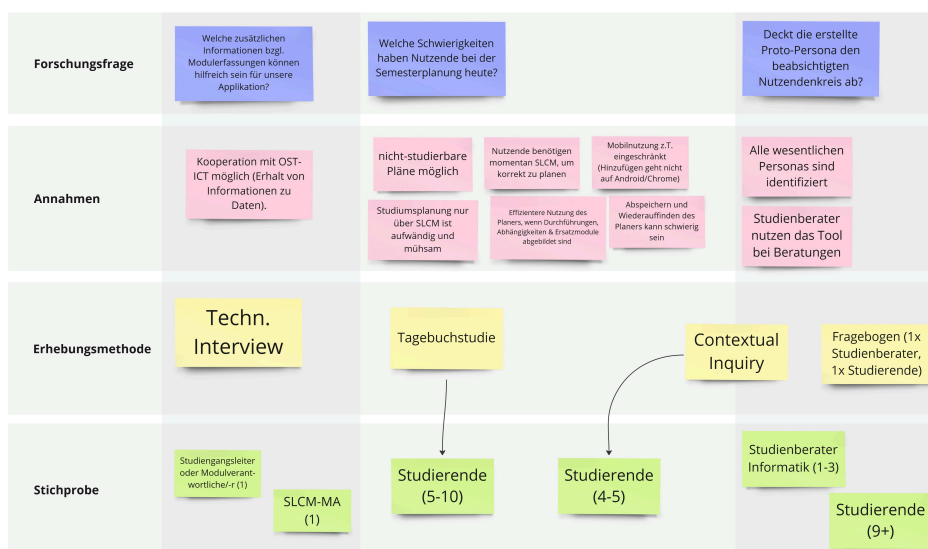 Forschungsfrage
Welche zusätzlichen
Informationen bzgl.
Modulerfassungen können
hilfreich sein für unsere
Applikation?
Welche Schwierigkeiten
haben Nutzende bei der
Semesterplanung heute?
Deckt die erstellte
Proto-Persona den
beabsichtigten
Nutzendenkreis ab?
Annahmen
Kooperation mit OST-
ICT möglich (Erhalt von
Informationen zu
Daten).
nicht-studierbare
Pläne möglich
Nutzende benötigen
momentan SLCM, um
korrekt zu planen
Mobilnutzung z.T.
eingeschränkt
(Hinzufügen geht nicht
auf Android/Chrome)
Studiumsplanung nur
über SLCM ist
aufwändig und
mühsam
Effizientere Nutzung des
Planers, wenn Durchführungen,
Abhängigkeiten & Ersatzmodule
abgebildet sind
Abspeichern und
Wiederauffinden des
Planers kann schwierig
sein
Alle wesentlichen
Personas sind
identifiziert
Studienberater
nutzen das Tool
bei Beratungen
Erhebungsmethode
Techn.
Interview
Tagebuchstudie
Contextual
Inquiry
Fragebogen (1x
Studienberater,
1x Studierende)
Stichprobe
Studiengangsleiter
oder Modulverant-
wortliche/-r (1)
SLCM-MA
(1)
Studierende
(5-10)
Studierende
(4-5)
Studienberater
Informatik (1-3)
Studierende
(9+)